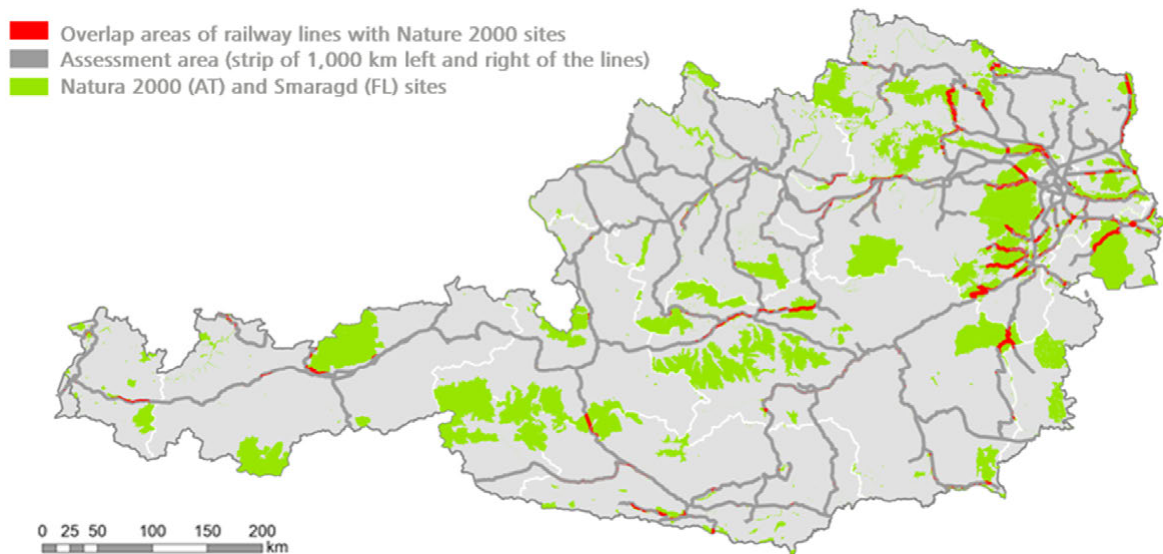 Overlap areas of railway lines with Nature 2000 sites
Assessment area (strip of 1,000 km left and right of the lines)
Natura 2000 (AT) and Smaragd (FL) sites
0 25 50 100 150 200
km